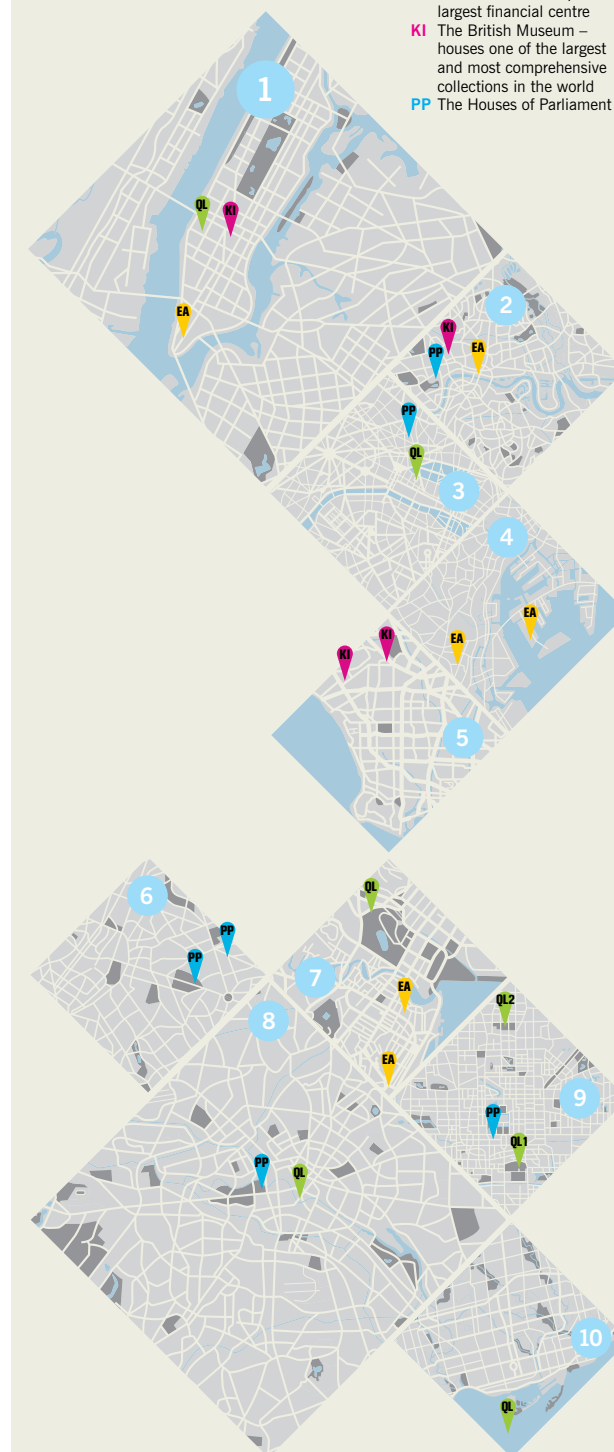 largest financial centre
KI The British Museum –
houses one of the largest
and most comprehensive
collections in the world
PP The Houses of Parliament
1
QL
KI
EA
2
KI
PP
EA
PP
QL
3
4
EA
EA
KI
KI
5
6
PP
PP
QL
7
EA
EA
8
PP
QL
QL2
9
PP
QL1
10
QL